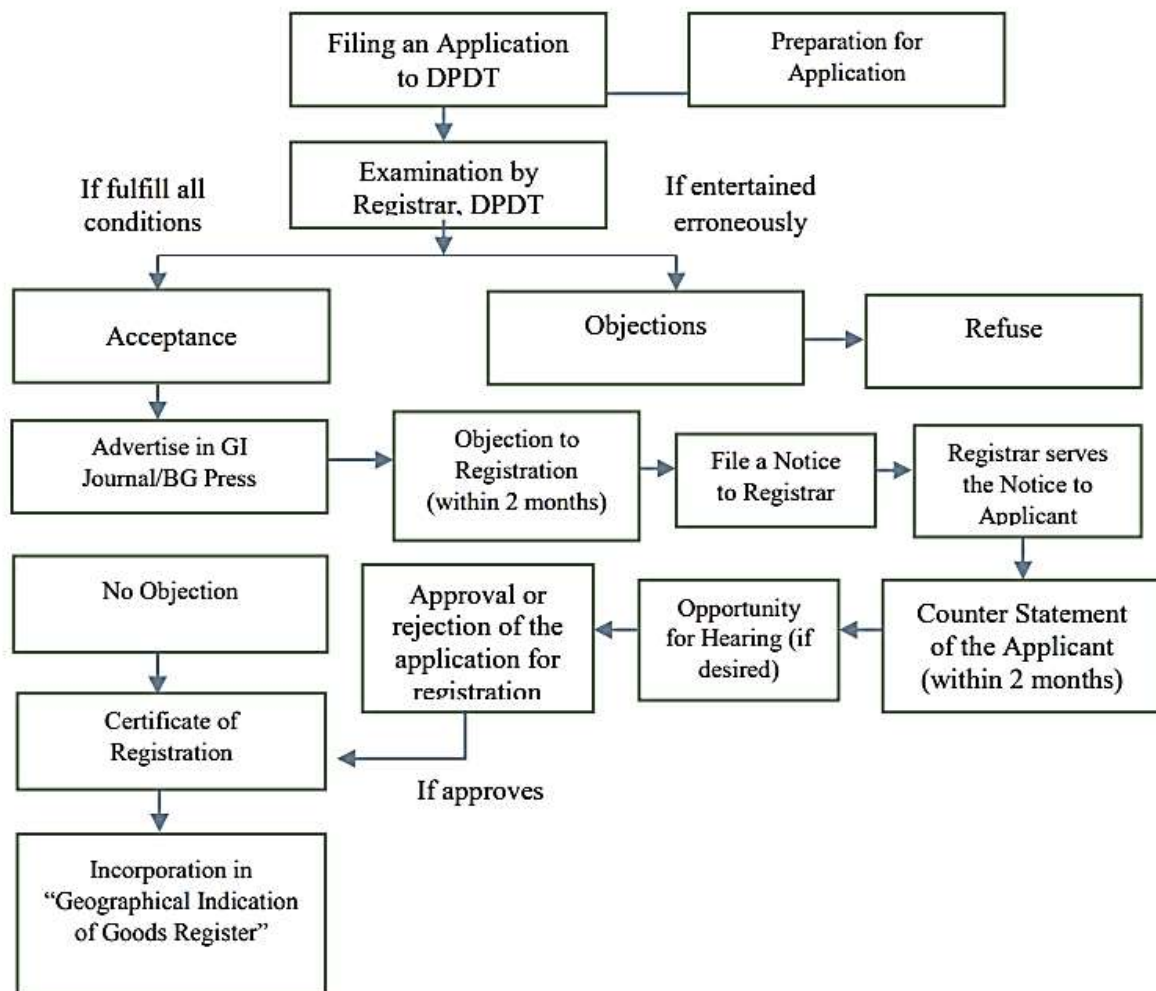 Filing an Application
to DPDT
Preparation for
Application
Examination by
Registrar, DPDT
If fulfill all
conditions
If entertained
erroneously
Acceptance
Objections
Refuse
Advertise in GI
Journal/BG Press
Objection to
Registration
(within 2 months)
File a Notice
to Registrar
Registrar serves
the Notice to
Applicant
No Objection
Approval or
rejection of the
application for
registration
Opportunity
for Hearing (if
desired)
Counter Statement
of the Applicant
(within 2 months)
Certificate of
Registration
If approves
Incorporation in
“Geographical Indication
of Goods Register”